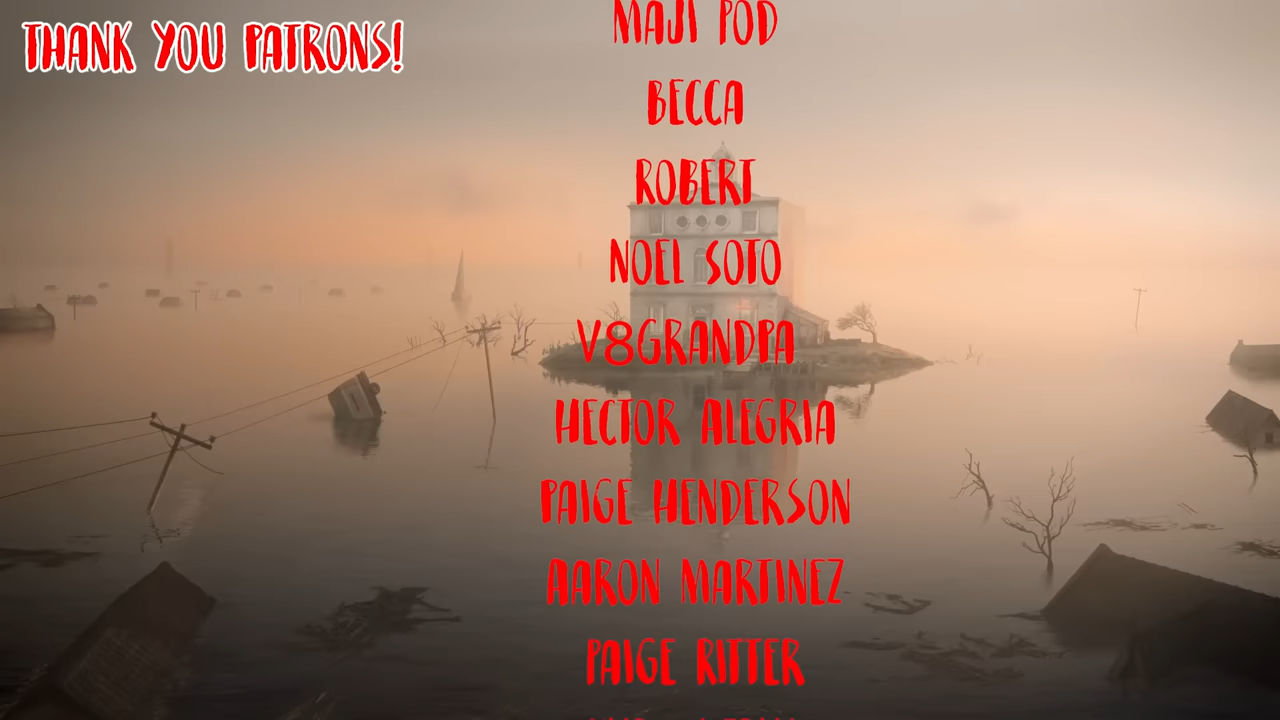 THANK YOU PATRONS!
MAJI POD
BECCA
ROBERT
NOEL SOTO
V8GRANDPA
HECTOR ALEGRIA
PAIGE HENDERSON
AARON MARTINEZ
PAIGE RITTER